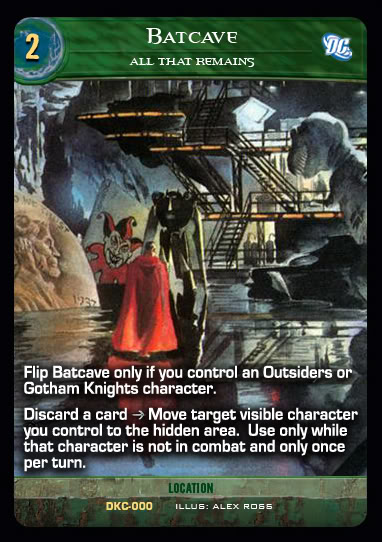 2
BATCAVE
ALL THAT REMAINS
DC
1937
Flip Batcave only if you control an Outsiders or
Gotham Knights character.
Discard a card → Move target visible character
you control to the hidden area.  Use only while
that character is not in combat and only once
per turn.
LOCATION
DKC-000 ILLUS: ALEX ROSS